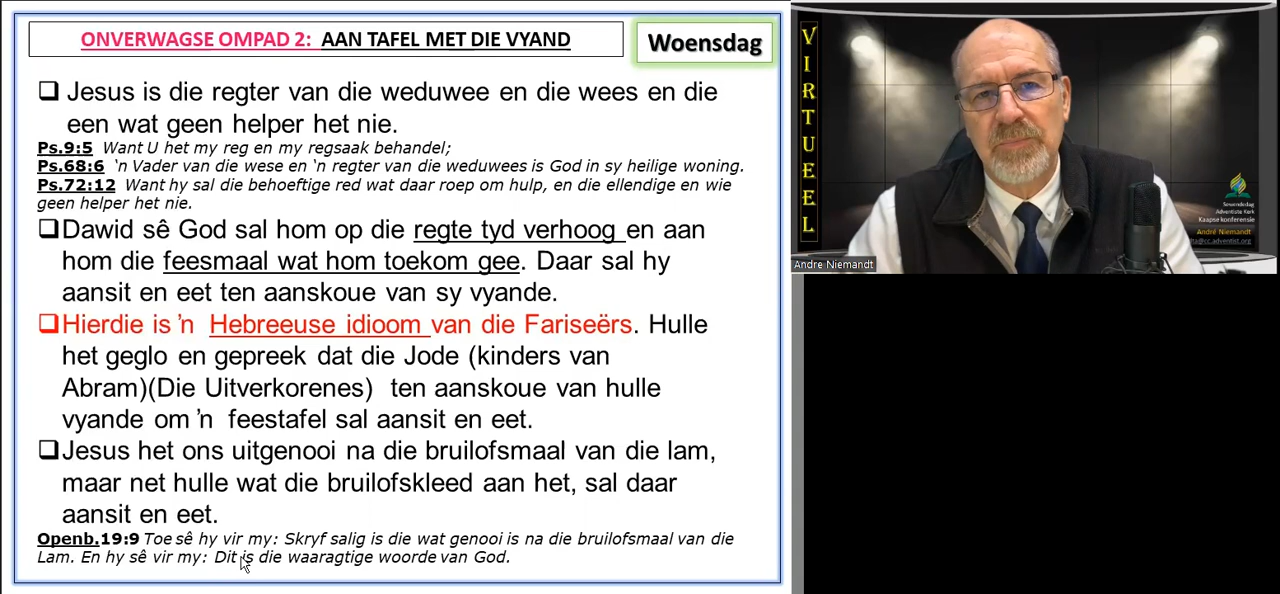 ONVERWAGSE OMPAD 2: AAN TAFEL MET DIE VYAND
Woensdag
Jesus is die regter van die weduwee en die wees en die
een wat geen helper het nie.
Ps.9:5 Want U het my reg en my regsaak behandel;
Ps.68:6 ‘n Vader van die wese en ‘n regter van die weduwees is God in sy heilige woning.
Ps.72:12 Want hy sal die behoeftige red wat daar roep om hulp, en die ellendige en wie
geen helper het nie.
Dawid sê God sal hom op die regte tyd verhoog en aan
hom die feesmaal wat hom toekom gee. Daar sal hy
aansit en eet ten aanskoue van sy vyande.
Hierdie is ’n Hebreeuse idioom van die Fariseërs. Hulle
het geglo en gepreek dat die Jode (kinders van
Abram)(Die Uitverkorenes) ten aanskoue van hulle
vyande om ’n feestafel sal aansit en eet.
Jesus het ons uitgenooi na die bruilofsmaal van die lam,
maar net hulle wat die bruilofskleed aan het, sal daar
aansit en eet.
Openb.19:9 Toe sê hy vir my: Skryf salig is die wat genooi is na die bruilofsmaal van die
Lam. En hy sê vir my: Dit is die waaragtige woorde van God.
VIRTUEEL
Sewendedag
Adventiste Kerk
Kaapse konferensie
André Niemandt
@cc.adventist.org
Andre Niemandt